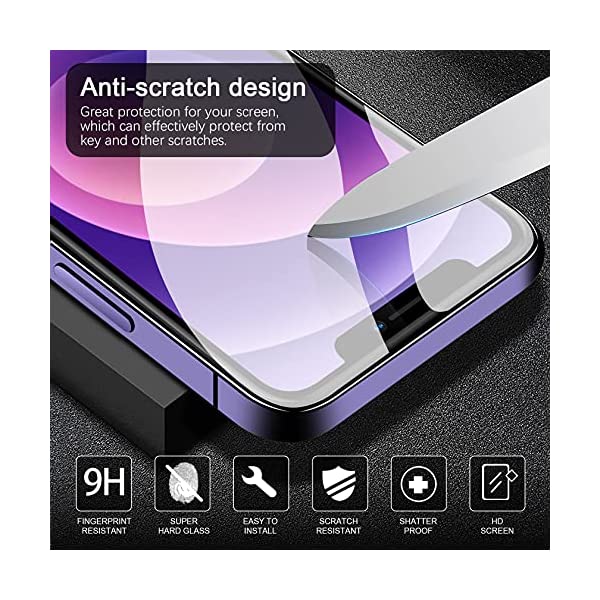 Anti-scratch design
Great protection for your screen,
which can effectively protect from
key and other scratches.
9H
FINGERPRINT
RESISTANT
SUPER
HARD GLASS
EASY TO
INSTALL
SCRATCH
RESISTANT
SHATTER
PROOF
HD
SCREEN